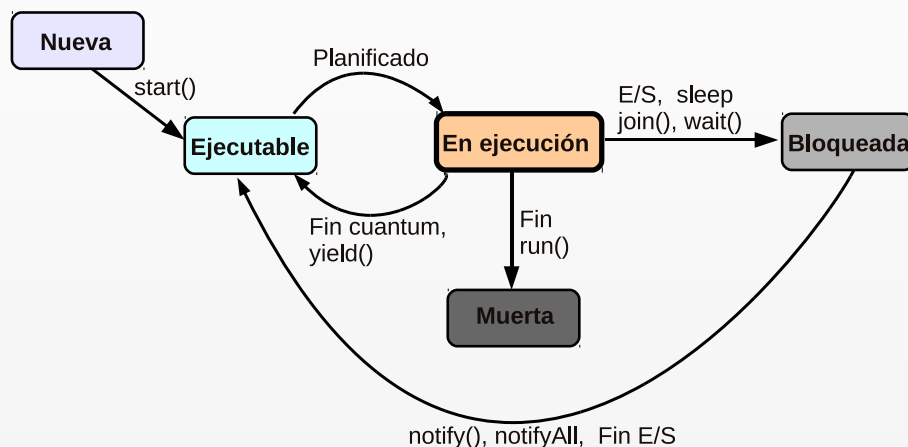 Nueva
start()
Planificado
Ejecutable
En ejecución
E/S, sleep
join(), wait()
Bloqueada
Fin cuantum,
yield()
Fin
run()
Muerta
notify(), notifyAll, Fin E/S